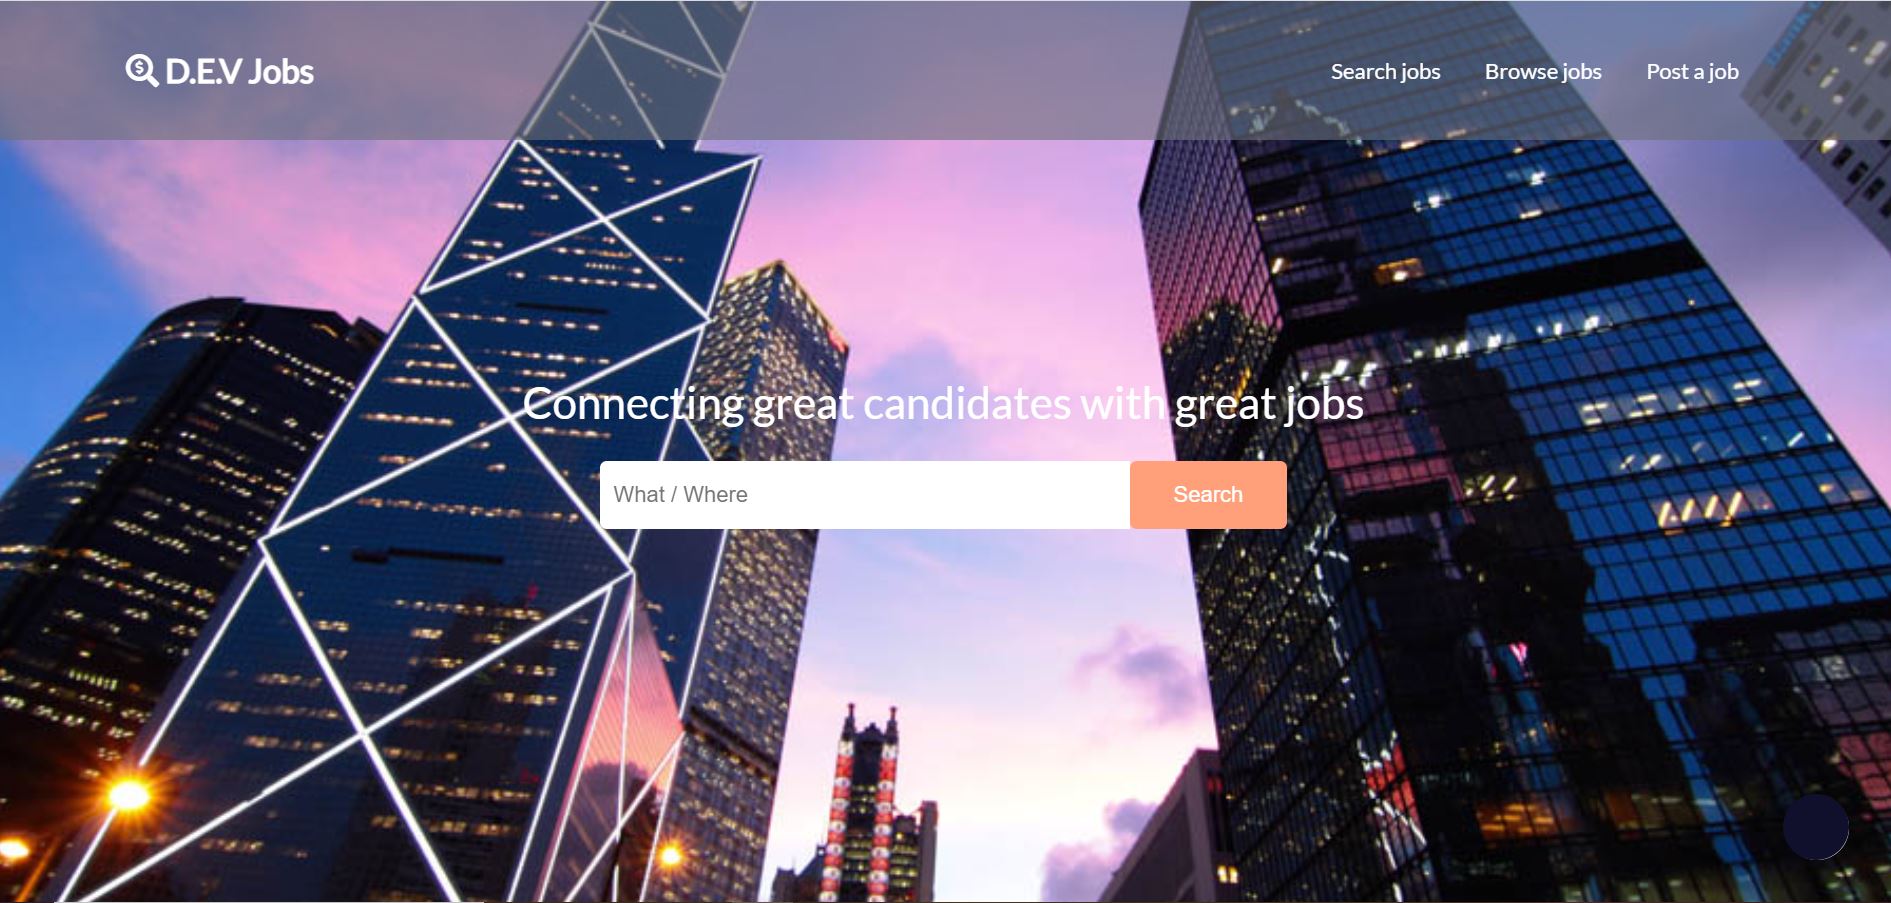 D.E.V Jobs
Search jobs
Browse jobs
Post a job
Connecting great candidates with great jobs
What / Where
Search